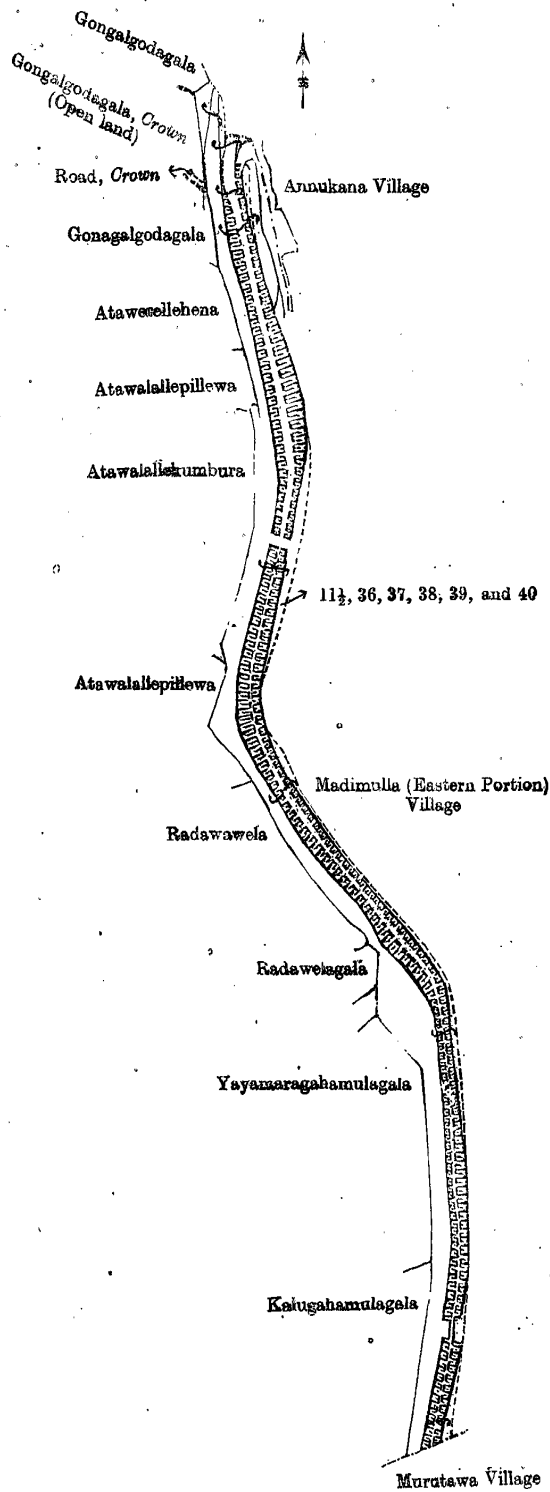 Gongalgodagala
Gongalgodagala, Crown
(Open land)
Road, Crown
Annukana Village
Gonagalgodagala
Atawecellehena
Atawalallepillewa
Atawalallekumbura
11½, 36, 37, 38, 39, and 40
Atawalallepillewa
Madimulla (Eastern Portion)
Village
Radawawela
Radawelagala
Yayamaragahamulagala
Kalugahamulagala
Murutawa Village